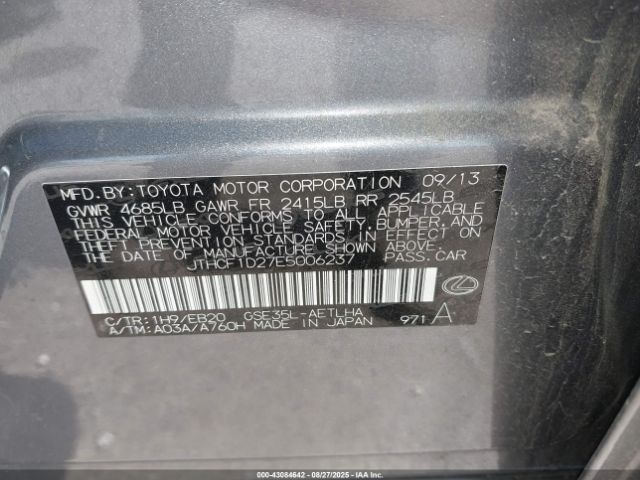 MFD. BY: TOYOTA MOTOR CORPORATION 09/13
GVWR 4685LB GAWR FR 2415LB RR 2545LB
THIS VEHICLE CONFORMS TO ALL APPLICABLE
FEDERAL MOTOR VEHICLE SAFETY, BUMPER, AND
THEFT PREVENTION STANDARDS IN EFFECT ON
THE DATE OF MANUFACTURE SHOWN ABOVE.
JTHCF1D27E5006237 PASS. CAR
C/TR: 1H9/EB20 GSE35L-AETLHA
A/TM: A03A/A760H MADE IN JAPAN 971 A
000-43084642 - 08/27/2025 - IAAI.COM